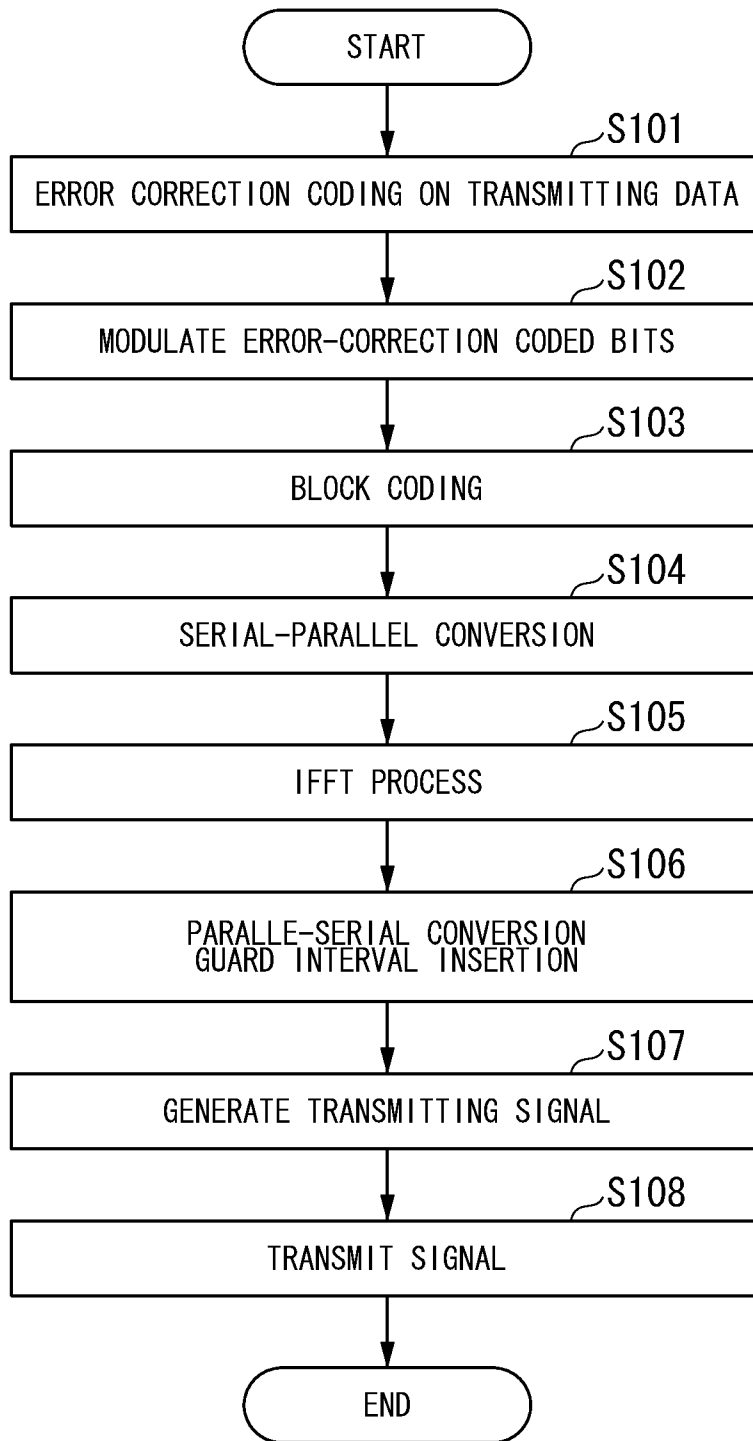 START
S101
ERROR CORRECTION CODING ON TRANSMITTING DATA
S102
MODULATE ERROR-CORRECTION CODED BITS
S103
BLOCK CODING
S104
SERIAL-PARALLEL CONVERSION
S105
IFFT PROCESS
S106
PARALLE-SERIAL CONVERSION
GUARD INTERVAL INSERTION
S107
GENERATE TRANSMITTING SIGNAL
S108
TRANSMIT SIGNAL
END